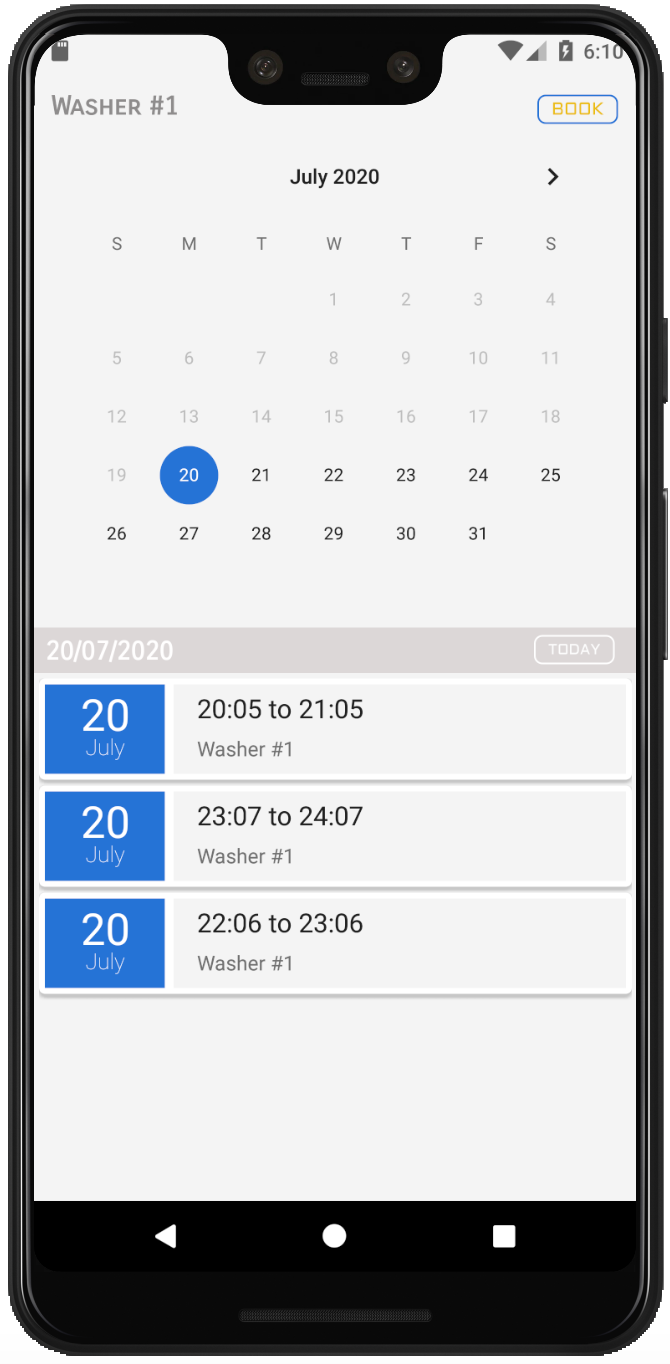 6:10
WASHER #1
BOOK
July 2020
S M T W T F S
1 2 3 4
5 6 7 8 9 10 11
12 13 14 15 16 17 18
19 20 21 22 23 24 25
26 27 28 29 30 31
20/07/2020
TODAY
20
July
20:05 to 21:05
Washer #1
20
July
23:07 to 24:07
Washer #1
20
July
22:06 to 23:06
Washer #1